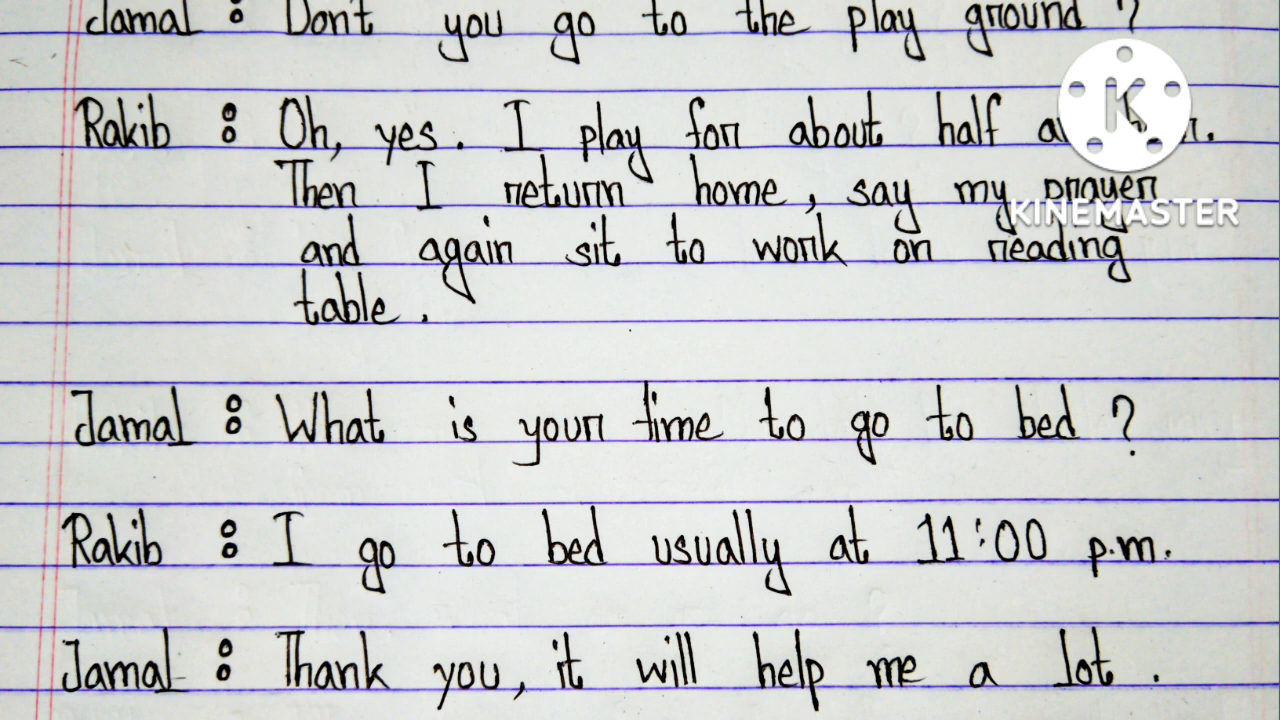 Jamal : Don't you go to the play ground ?
Rakib : Oh, yes. I play for about half
Then I return home, say my prayer
and again sit to work on reading
table.
Jamal : What is your time to go to bed ?
Rakib : I go to bed usually at 11:00 p.m.
Jamal : Thank you, it will help me a lot .
K
KINEMASTER